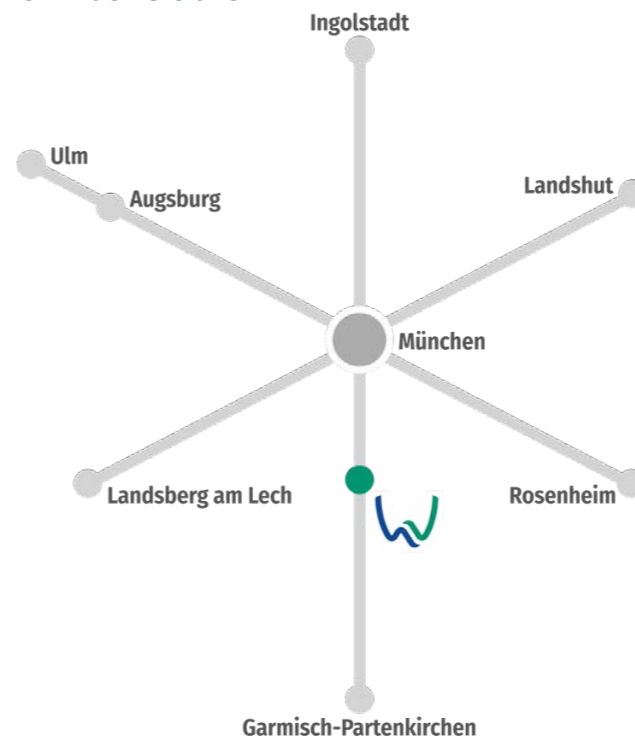 Ingolstadt
Ulm
Augsburg
Landshut
München
Landsberg am Lech
Rosenheim
Garmisch-Partenkirchen